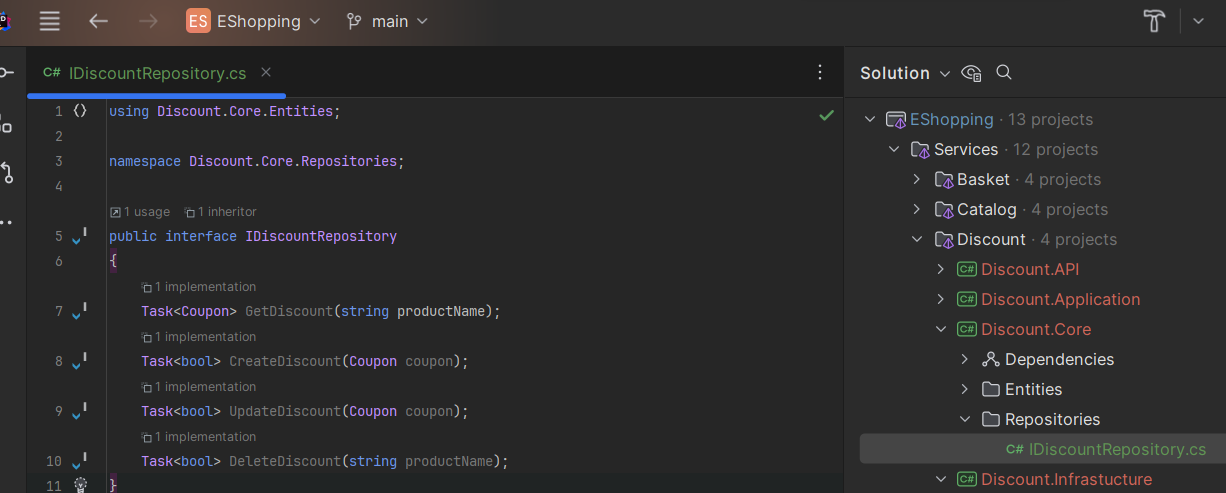 ES EShopping main
C# IDiscountRepository.cs
1 using Discount.Core.Entities;
2
3 namespace Discount.Core.Repositories;
4
1 usage 1 inheritor
5 public interface IDiscountRepository
6 {
1 implementation
7 Task<Coupon> GetDiscount(string productName);
1 implementation
8 Task<bool> CreateDiscount(Coupon coupon);
1 implementation
9 Task<bool> UpdateDiscount(Coupon coupon);
1 implementation
10 Task<bool> DeleteDiscount(string productName);
11 }
Solution
EShopping · 13 projects
Services · 12 projects
Basket · 4 projects
Catalog · 4 projects
Discount · 4 projects
C# Discount.API
C# Discount.Application
C# Discount.Core
Dependencies
Entities
Repositories
C# IDiscountRepository.cs
C# Discount.Infrastucture